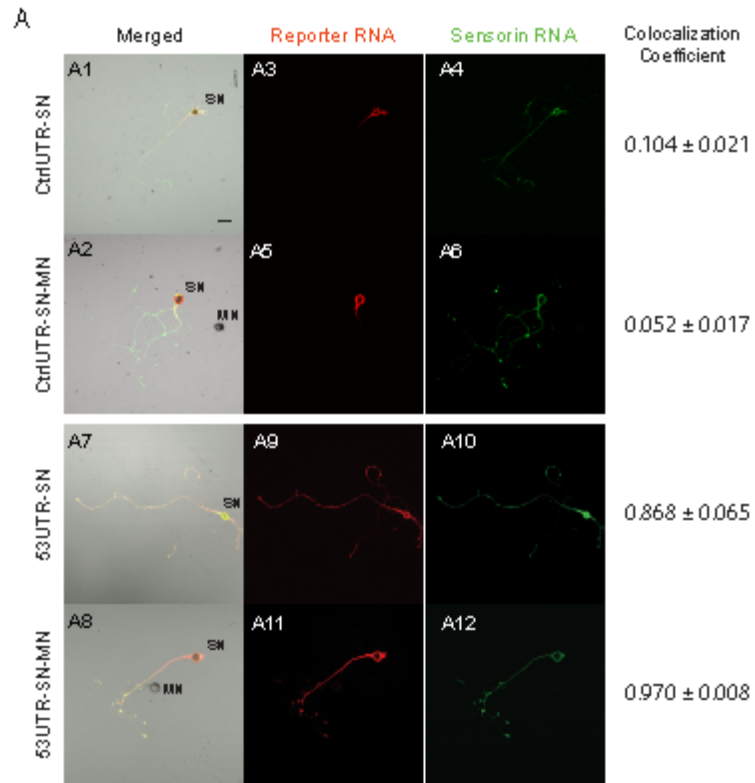 A
Merged Reporter RNA Sensorin RNA Colocalization
Coefficient
CtrlUTR-SN
A1 SN A3 A4 0.104 ± 0.021
CtrlUTR-SN-MN
A2 SN MN A5 A6 0.052 ± 0.017
53UTR-SN
A7 SN A9 A10 0.868 ± 0.065
53UTR-SN-MN
A8 SN MN A11 A12 0.970 ± 0.008